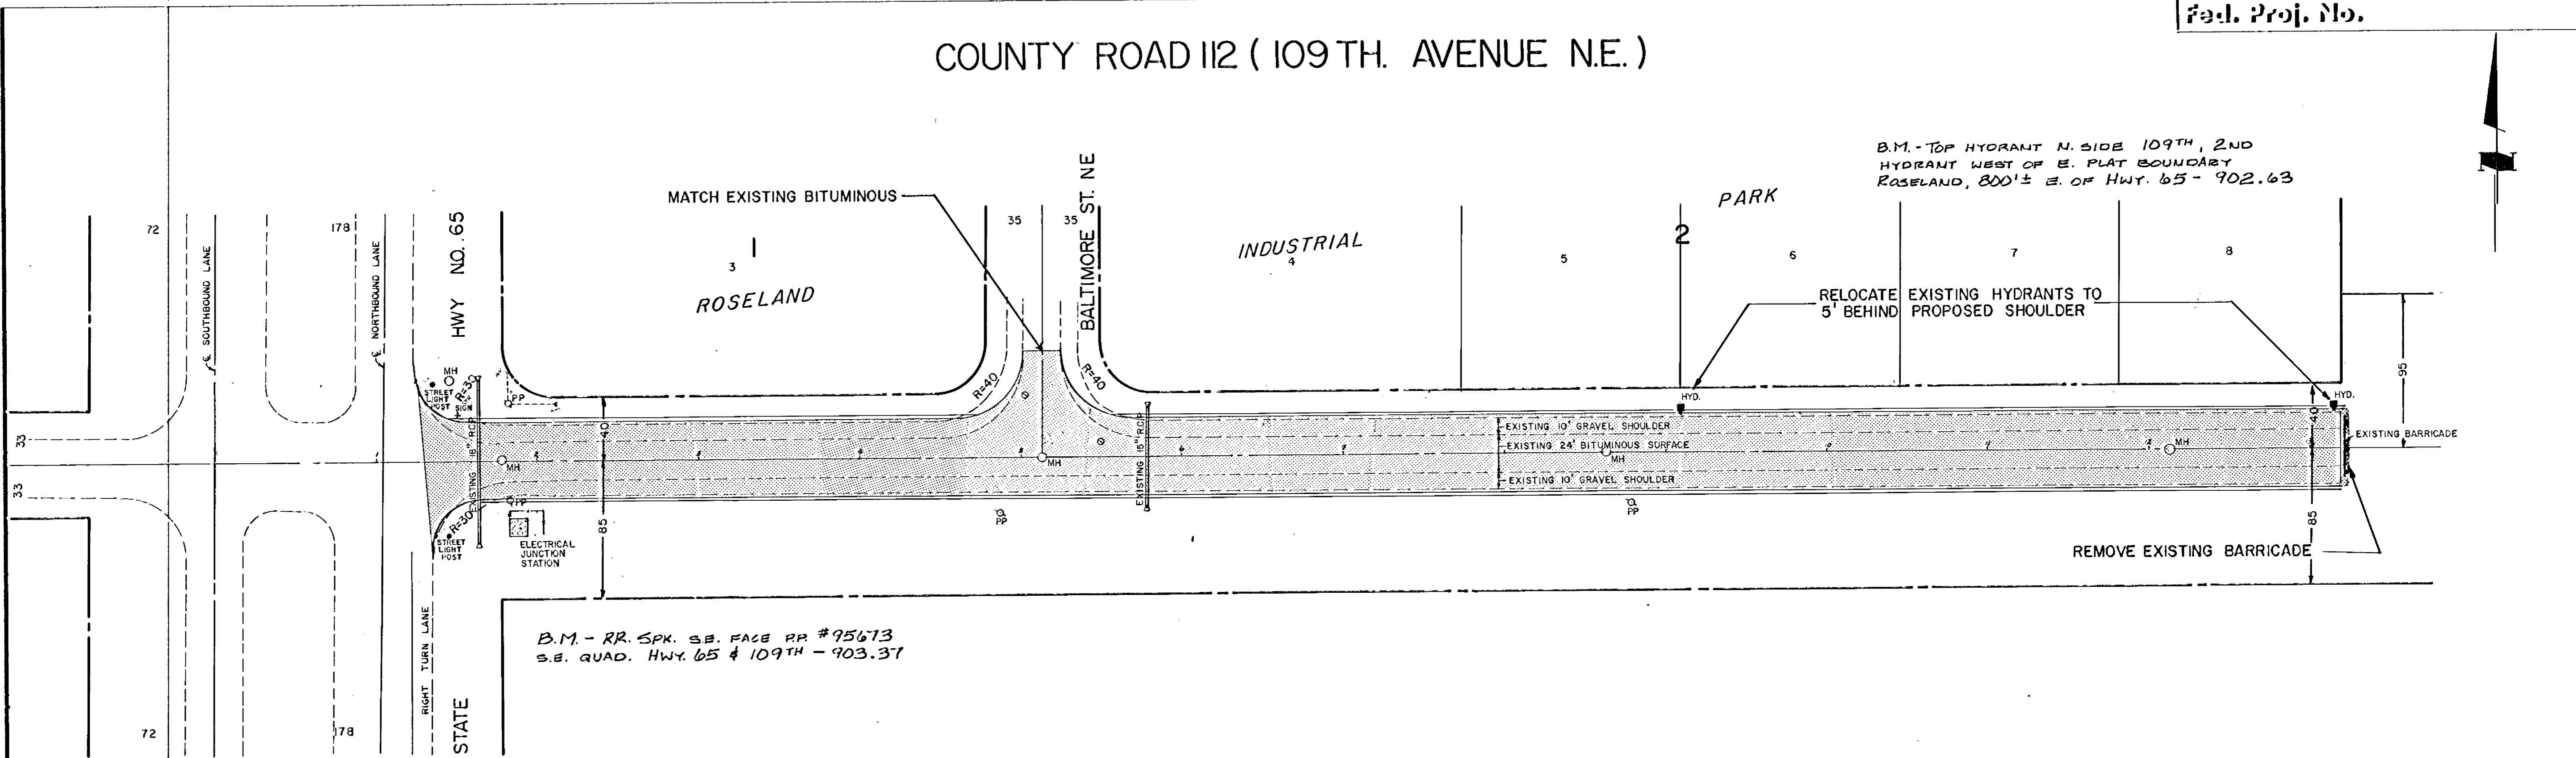 Fed. Proj. No.
COUNTY ROAD 112 ( 109 TH. AVENUE N.E. )
B.M. - TOP HYDRANT N. SIDE 109TH, 2ND
HYDRANT WEST OF E. PLAT BOUNDARY
ROSELAND, 800'± E. OF HWY. 65 - 902.63
MATCH EXISTING BITUMINOUS
72
178
HWY NO. 65
35
35
BALTIMORE ST. NE
PARK
N
1
3
ROSELAND
INDUSTRIAL
4
5
2
6
7
8
℄ SOUTHBOUND LANE
℄ NORTHBOUND LANE
RELOCATE EXISTING HYDRANTS TO
5' BEHIND PROPOSED SHOULDER
95
MH
STREET
LIGHT
POST
SIGN
R=30
PP
R=40
R=40
HYD.
HYD.
33
33
EXISTING 18" RCP
MH
40
MH
EXISTING 15" RCP
EXISTING 10' GRAVEL SHOULDER
EXISTING 24' BITUMINOUS SURFACE
MH
EXISTING 10' GRAVEL SHOULDER
MH
40
EXISTING BARRICADE
R=30
STREET
LIGHT
POST
PP
ELECTRICAL
JUNCTION
STATION
85
PP
PP
85
REMOVE EXISTING BARRICADE
RIGHT TURN LANE
STATE
B.M. - RR. SPK. S.E. FACE P.P. #95673
S.E. QUAD. HWY. 65 & 109TH - 903.37
72
178